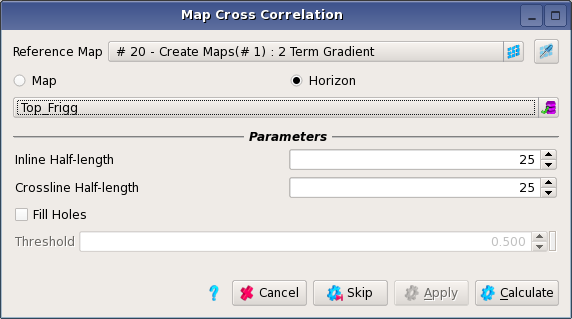 Map Cross Correlation
Reference Map # 20 - Create Maps(# 1) : 2 Term Gradient
Map Horizon
Top_Frigg
Parameters
Inline Half-length 25
Crossline Half-length 25
Fill Holes
Threshold 0.500
? Cancel Skip Apply Calculate